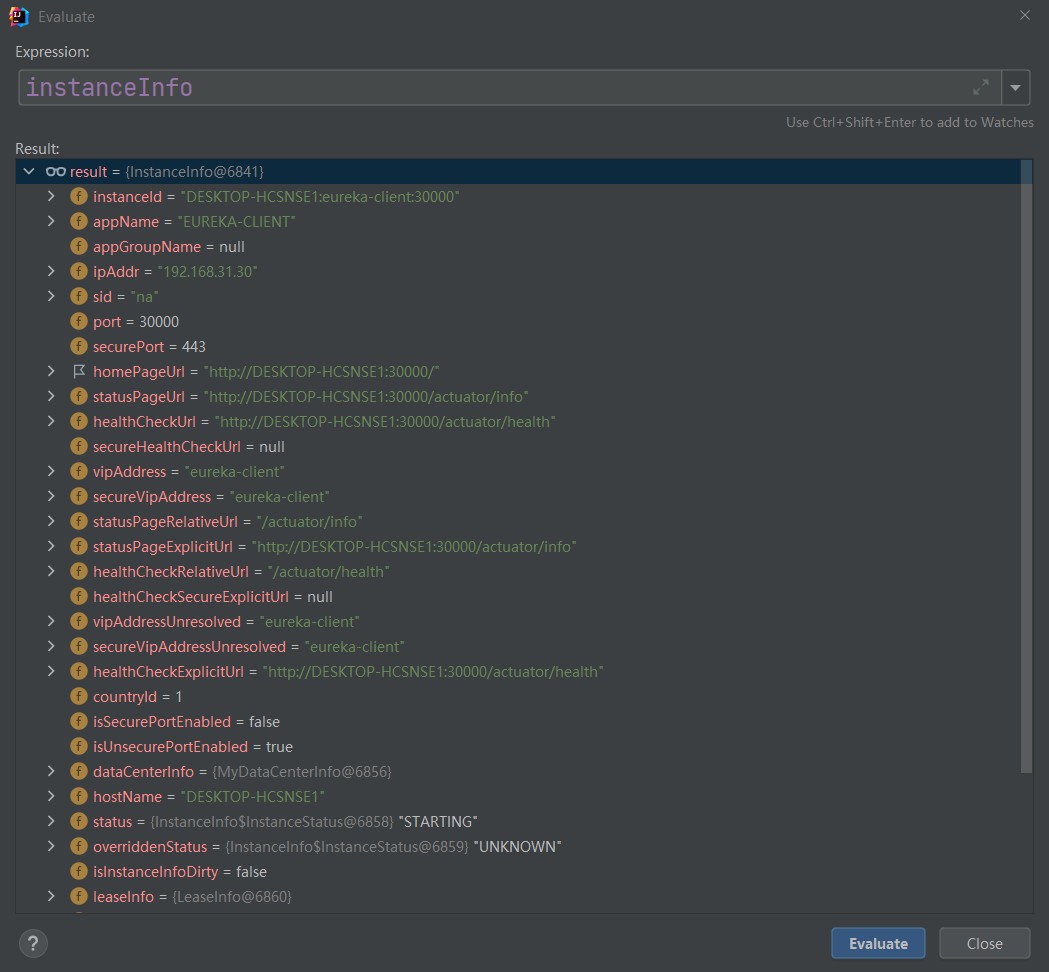 Evaluate
Expression:
instanceInfo
Use Ctrl+Shift+Enter to add to Watches
Result:
result = {InstanceInfo@6841}
instanceId = "DESKTOP-HCSNSE1:eureka-client:30000"
appName = "EUREKA-CLIENT"
appGroupName = null
ipAddr = "192.168.31.30"
sid = "na"
port = 30000
securePort = 443
homePageUrl = "http://DESKTOP-HCSNSE1:30000/"
statusPageUrl = "http://DESKTOP-HCSNSE1:30000/actuator/info"
healthCheckUrl = "http://DESKTOP-HCSNSE1:30000/actuator/health"
secureHealthCheckUrl = null
vipAddress = "eureka-client"
secureVipAddress = "eureka-client"
statusPageRelativeUrl = "/actuator/info"
statusPageExplicitUrl = "http://DESKTOP-HCSNSE1:30000/actuator/info"
healthCheckRelativeUrl = "/actuator/health"
healthCheckSecureExplicitUrl = null
vipAddressUnresolved = "eureka-client"
secureVipAddressUnresolved = "eureka-client"
healthCheckExplicitUrl = "http://DESKTOP-HCSNSE1:30000/actuator/health"
countryId = 1
isSecurePortEnabled = false
isUnsecurePortEnabled = true
dataCenterInfo = {MyDataCenterInfo@6856}
hostName = "DESKTOP-HCSNSE1"
status = {InstanceInfo$InstanceStatus@6858} "STARTING"
overriddenStatus = {InstanceInfo$InstanceStatus@6859} "UNKNOWN"
isInstanceInfoDirty = false
leaseInfo = {LeaseInfo@6860}
? Evaluate Close